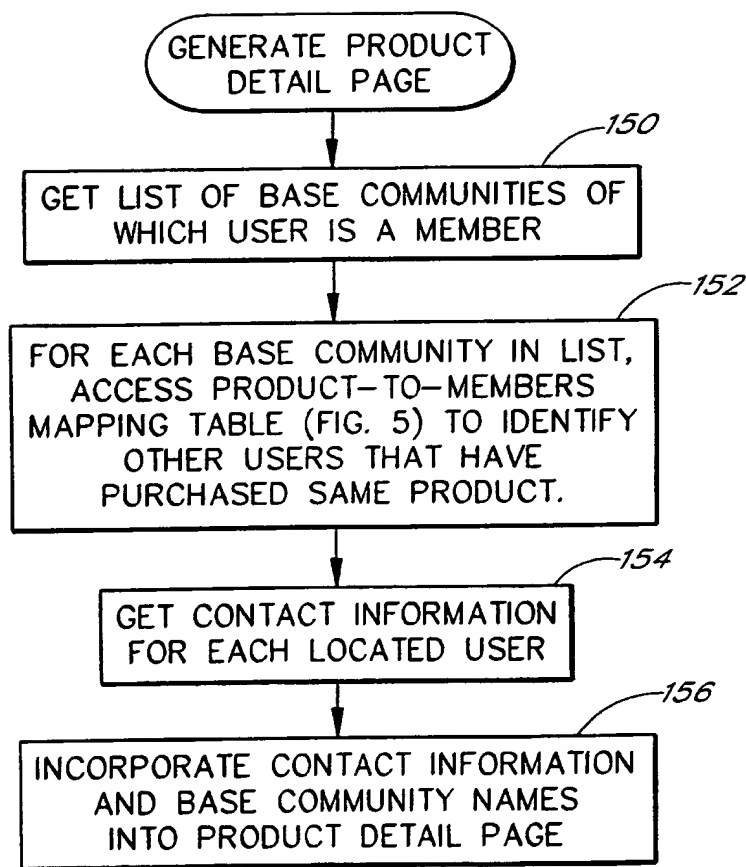 GENERATE PRODUCT
DETAIL PAGE
150
GET LIST OF BASE COMMUNITIES OF
WHICH USER IS A MEMBER
152
FOR EACH BASE COMMUNITY IN LIST,
ACCESS PRODUCT-TO-MEMBERS
MAPPING TABLE (FIG. 5) TO IDENTIFY
OTHER USERS THAT HAVE
PURCHASED SAME PRODUCT.
154
GET CONTACT INFORMATION
FOR EACH LOCATED USER
156
INCORPORATE CONTACT INFORMATION
AND BASE COMMUNITY NAMES
INTO PRODUCT DETAIL PAGE